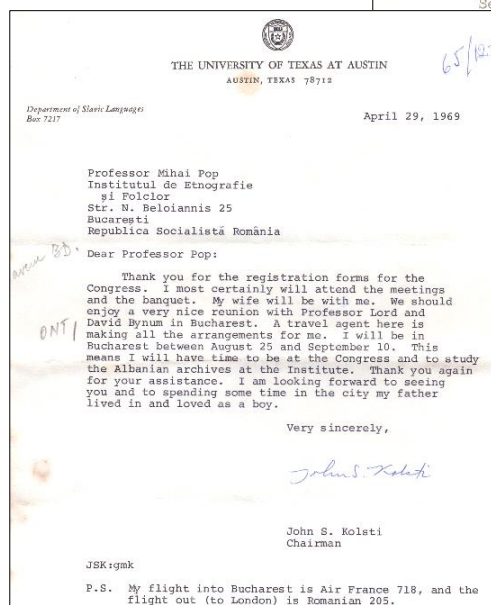 THE UNIVERSITY OF TEXAS AT AUSTIN
AUSTIN, TEXAS 78712
65/12
Department of Slavic Languages
Box 7217
April 29, 1969
Professor Mihai Pop
Institutul de Etnografie
și Folclor
Str. N. Beloiannis 25
București
Republica Socialistă România
Dear Professor Pop:
avem BD.
ONT
Thank you for the registration forms for the
Congress. I most certainly will attend the meetings
and the banquet. My wife will be with me. We should
enjoy a very nice reunion with Professor Lord and
David Bynum in Bucharest. A travel agent here is
making all the arrangements for me. I will be in
Bucharest between August 25 and September 10. This
means I will have time to be at the Congress and to study
the Albanian archives at the Institute. Thank you again
for your assistance. I am looking forward to seeing
you and to spending some time in the city my father
lived in and loved as a boy.
Very sincerely,
John S. Kolsti
John S. Kolsti
Chairman
JSK:gmk
P.S. My flight into Bucharest is Air France 718, and the
flight out (to London) is Romanian 205.